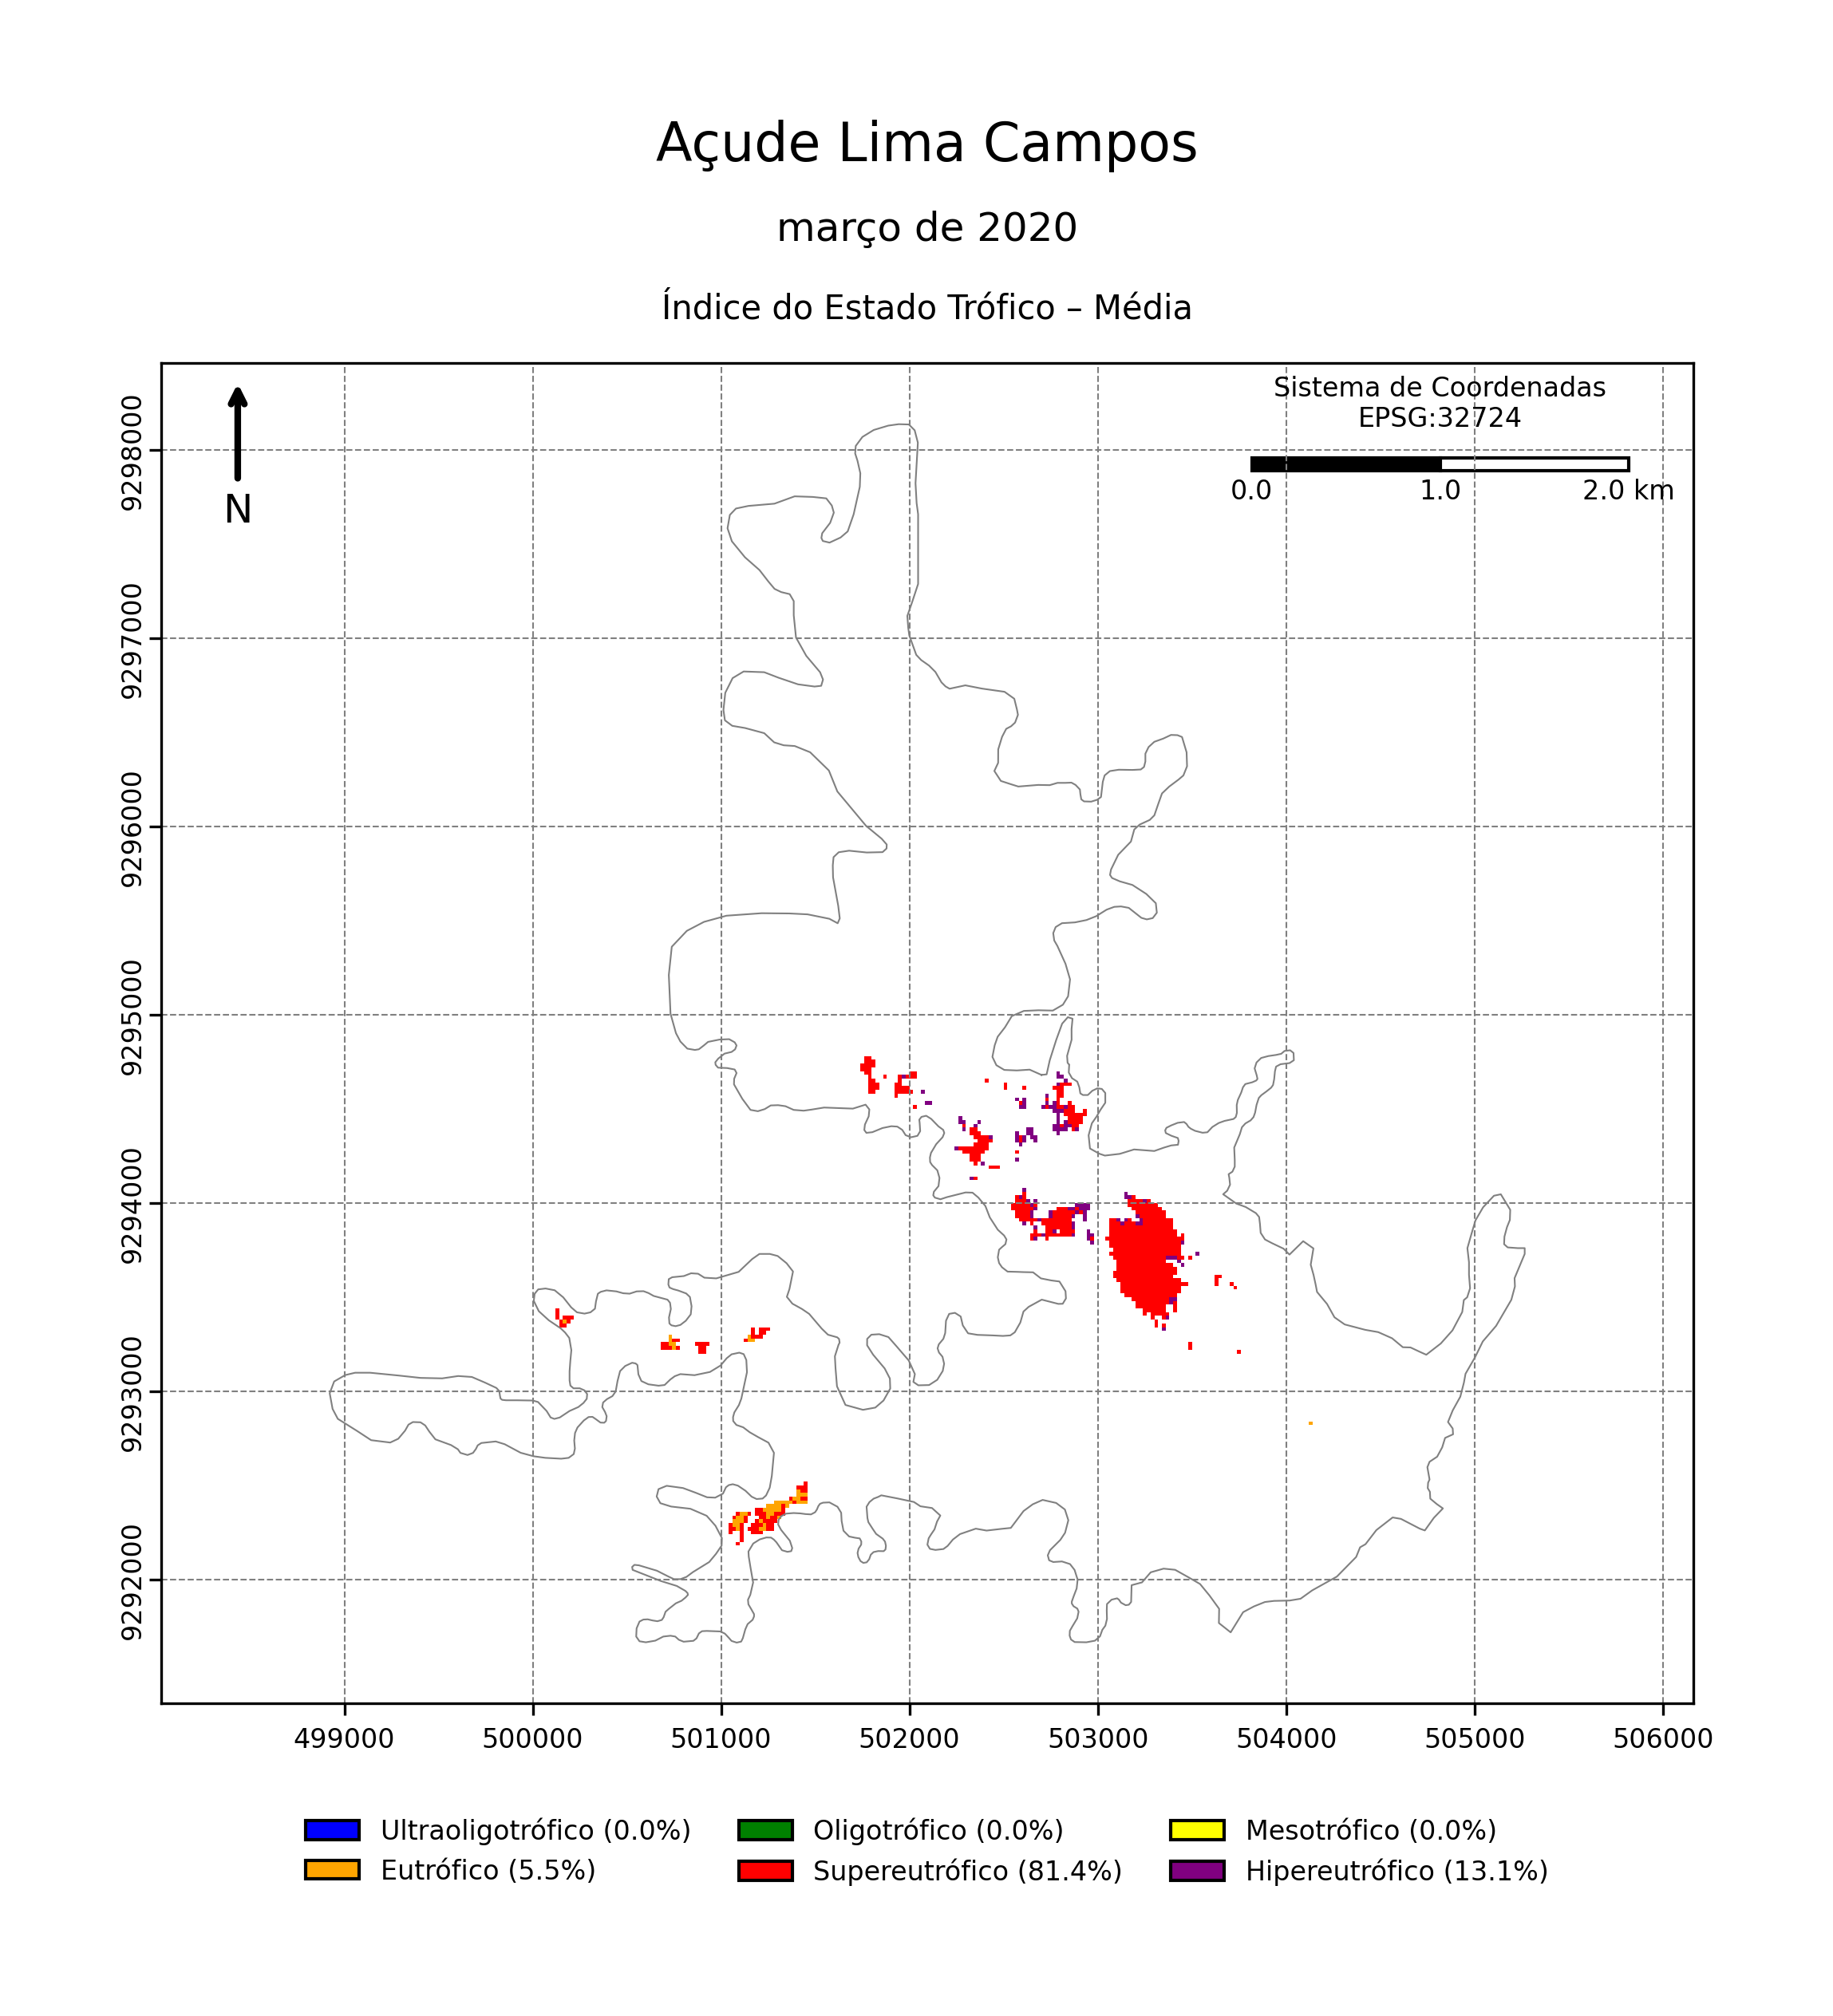 Açude Lima Campos
março de 2020
Índice do Estado Trófico – Média
Sistema de Coordenadas
EPSG:32724
0.0 1.0 2.0 km
N
9298000
9297000
9296000
9295000
9294000
9293000
9292000
499000 500000 501000 502000 503000 504000 505000 506000
Ultraoligotrófico (0.0%) Oligotrófico (0.0%) Mesotrófico (0.0%)
Eutrófico (5.5%) Supereutrófico (81.4%) Hipereutrófico (13.1%)